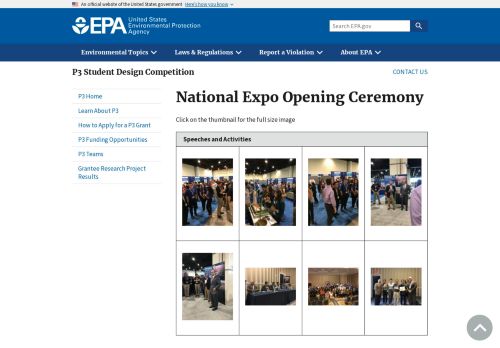 An official website of the United States government Here's how you know
EPA United States
Environmental Protection
Agency
Search EPA.gov
Environmental Topics Laws & Regulations Report a Violation About EPA
P3 Student Design Competition CONTACT US
P3 Home
Learn About P3
How to Apply for a P3 Grant
P3 Funding Opportunities
P3 Teams
Grantee Research Project
Results
National Expo Opening Ceremony
Click on the thumbnail for the full size image
Speeches and Activities